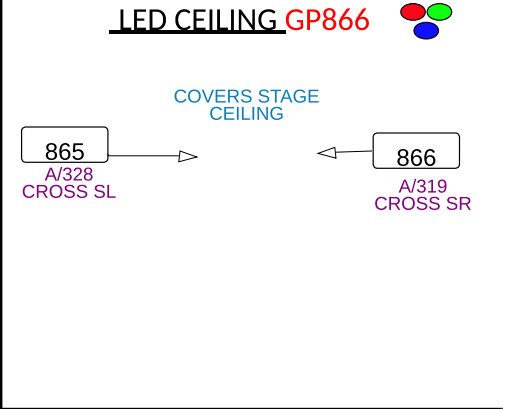 LED CEILING GP866
COVERS STAGE
CEILING
865
A/328
CROSS SL
866
A/319
CROSS SR